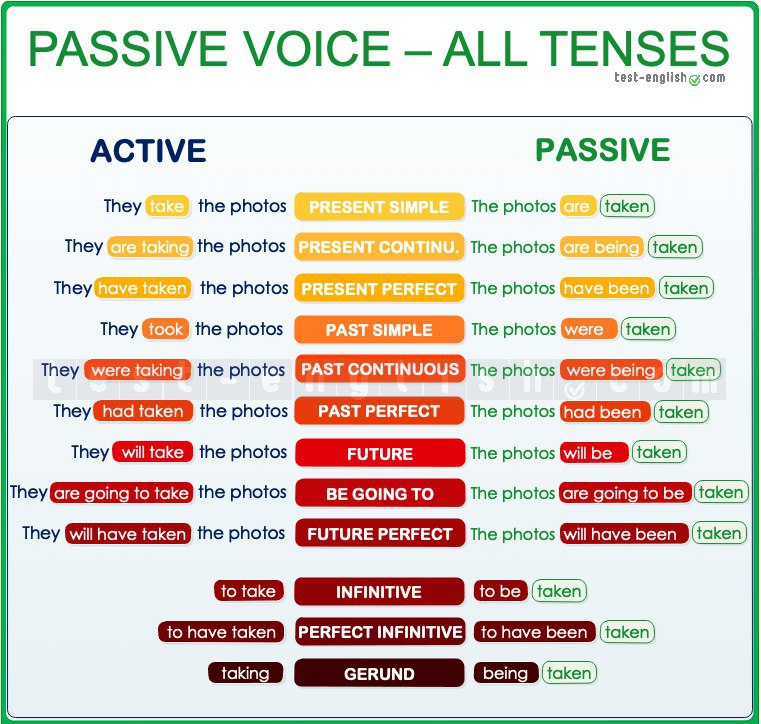 PASSIVE VOICE – ALL TENSES
test-english.com
ACTIVE PASSIVE
They take the photos PRESENT SIMPLE The photos are taken
They are taking the photos PRESENT CONTINU. The photos are being taken
They have taken the photos PRESENT PERFECT The photos have been taken
They took the photos PAST SIMPLE The photos were taken
They were taking the photos PAST CONTINUOUS The photos were being taken
test-english.com
They had taken the photos PAST PERFECT The photos had been taken
They will take the photos FUTURE The photos will be taken
They are going to take the photos BE GOING TO The photos are going to be taken
They will have taken the photos FUTURE PERFECT The photos will have been taken
to take INFINITIVE to be taken
to have taken PERFECT INFINITIVE to have been taken
taking GERUND being taken